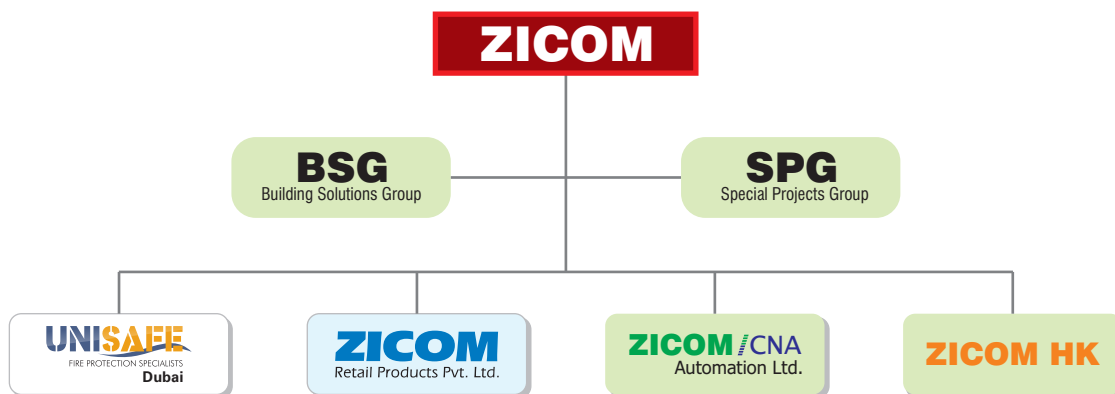 ZICOM
BSG
Building Solutions Group
SPG
Special Projects Group
UNISAFE
FIRE PROTECTION SPECIALISTS
Dubai
ZICOM
Retail Products Pvt. Ltd.
ZICOM/CNA
Automation Ltd.
ZICOM HK